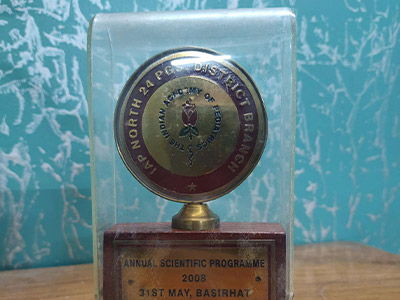 IAP NORTH 24 PGS. DISTRICT BRANCH
THE INDIAN ACADEMY OF PEDIATRICS
ANNUAL SCIENTIFIC PROGRAMME
2008
31ST MAY, BASIRHAT